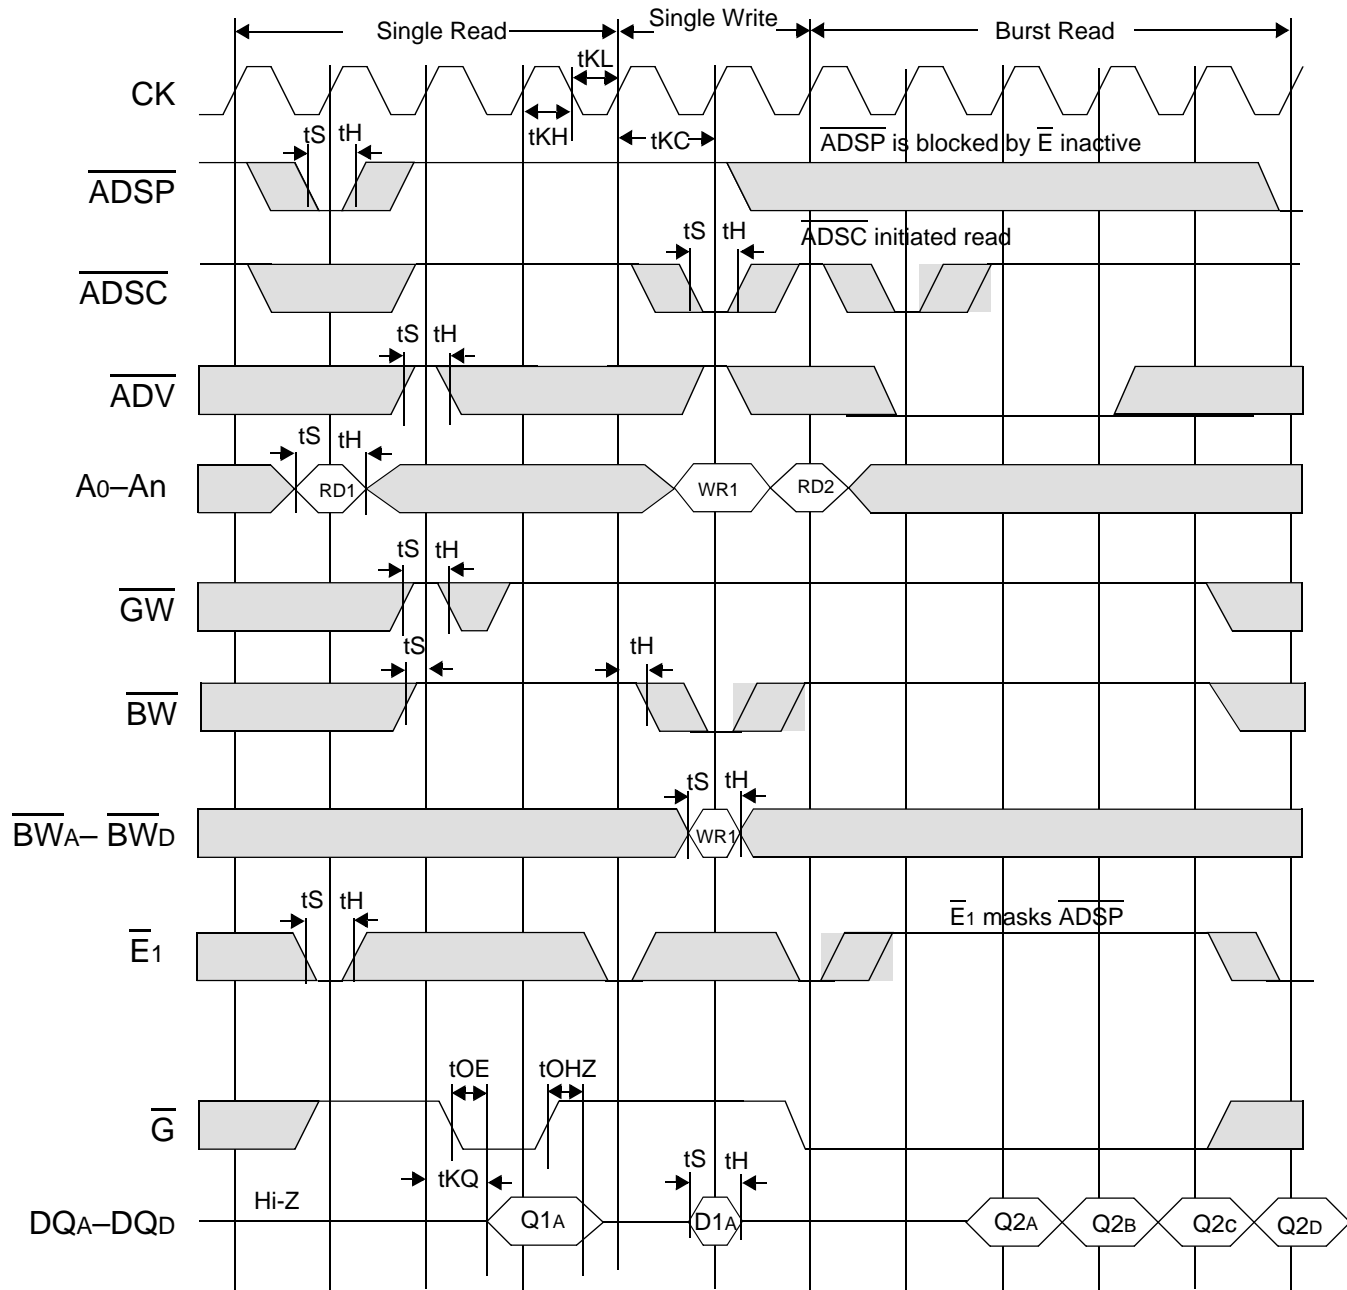 Single Read
Single Write
Burst Read
tKL
CK
tS
tH
tKH
tKC
ADSP is blocked by E inactive
ADSP
tS
tH
ADSC initiated read
ADSC
tS
tH
ADV
tS
tH
A0–An
RD1
WR1
RD2
tS
tH
GW
tS
tH
BW
tS
tH
BWA– BWD
WR1
tS
tH
E1 masks ADSP
E1
tOE
tOHZ
G
tKQ
tS
tH
Hi-Z
DQA–DQD
Q1A
D1A
Q2A
Q2B
Q2C
Q2D